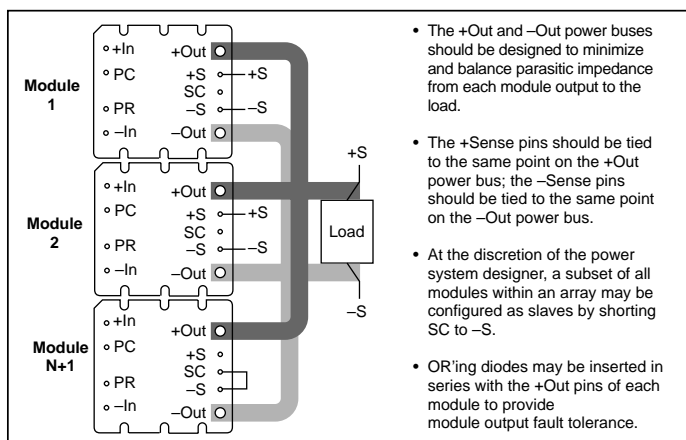 Module
1
+In
PC
PR
–In
+Out
+S
SC
–S
–Out
+S
–S
Module
2
+In
PC
PR
–In
+Out
+S
SC
–S
–Out
+S
–S
Module
N+1
+In
PC
PR
–In
+Out
+S
SC
–S
–Out
+S
Load
–S
• The +Out and –Out power buses
should be designed to minimize
and balance parasitic impedance
from each module output to the
load.
• The +Sense pins should be tied
to the same point on the +Out
power bus; the –Sense pins
should be tied to the same point
on the –Out power bus.
• At the discretion of the power
system designer, a subset of all
modules within an array may be
configured as slaves by shorting
SC to –S.
• OR'ing diodes may be inserted in
series with the +Out pins of each
module to provide
module output fault tolerance.